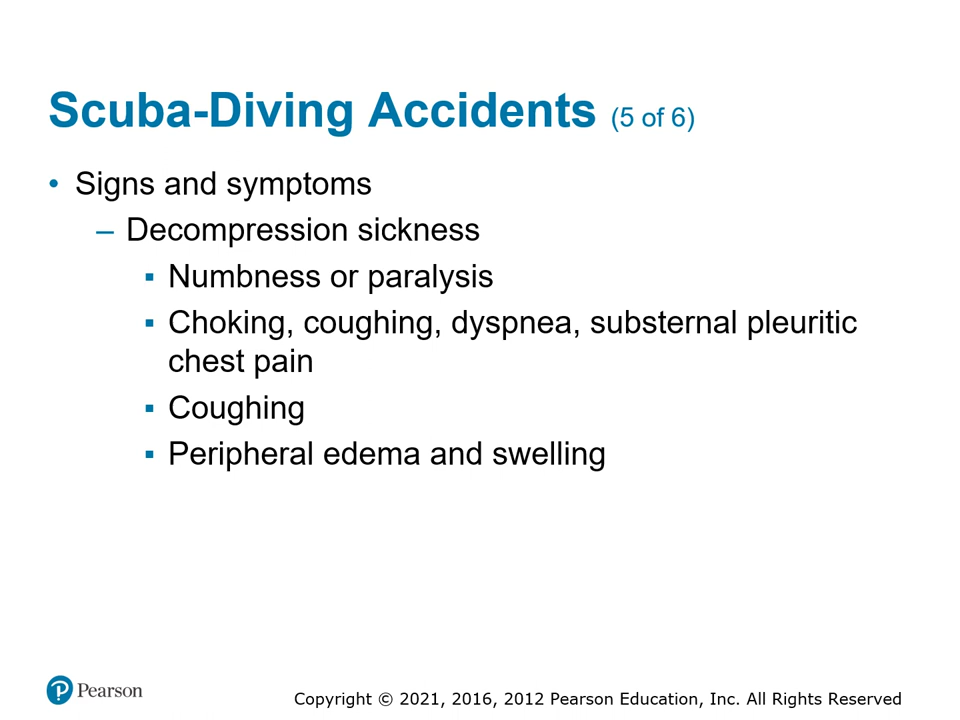 Scuba-Diving Accidents (5 of 6)
• Signs and symptoms
– Decompression sickness
▪ Numbness or paralysis
▪ Choking, coughing, dyspnea, substernal pleuritic
chest pain
▪ Coughing
▪ Peripheral edema and swelling
Pearson
Copyright © 2021, 2016, 2012 Pearson Education, Inc. All Rights Reserved